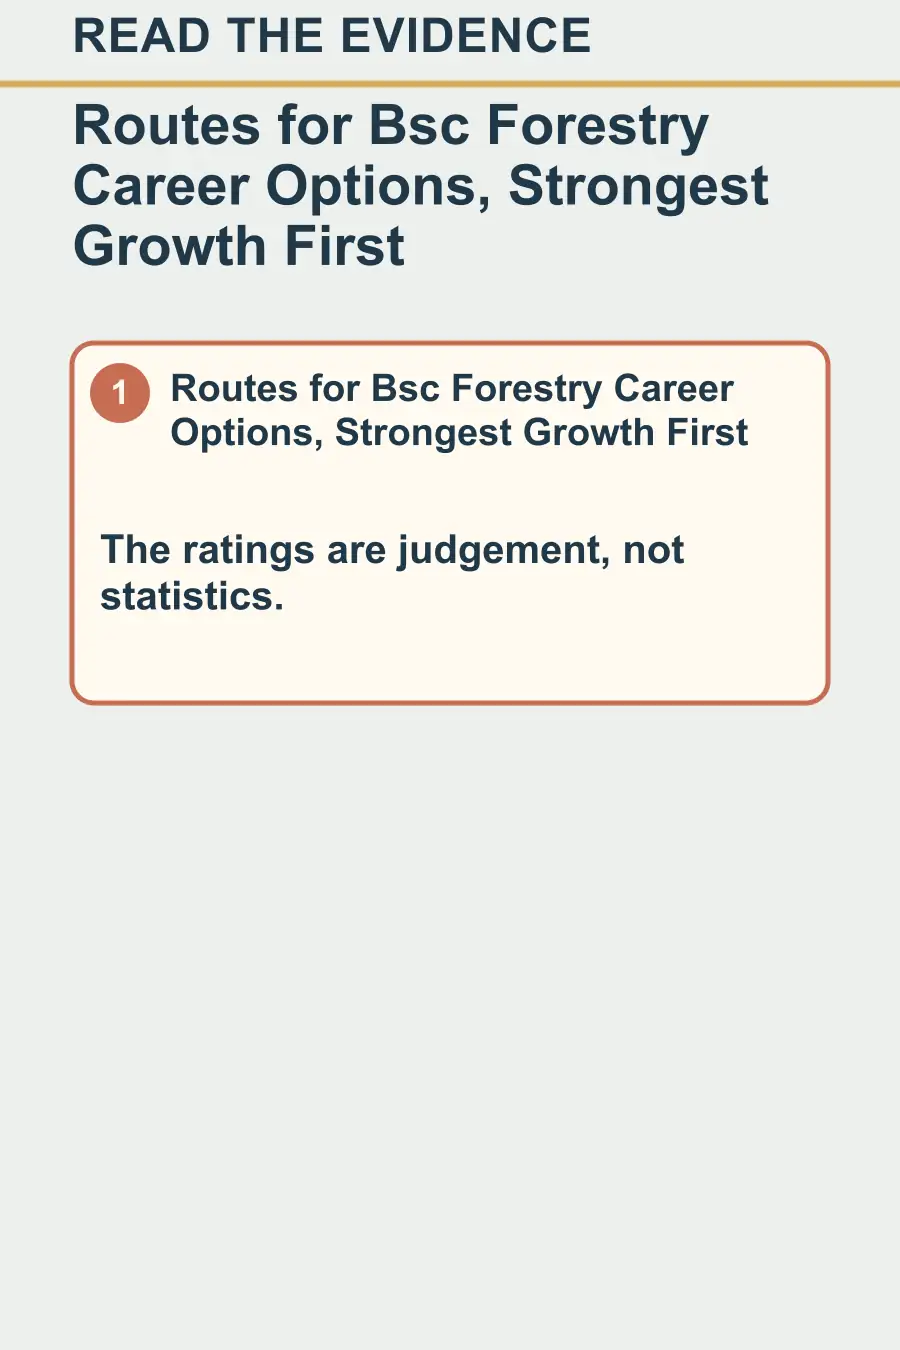 READ THE EVIDENCE
Routes for Bsc Forestry
Career Options, Strongest
Growth First
1
Routes for Bsc Forestry Career
Options, Strongest Growth First
The ratings are judgement, not
statistics.